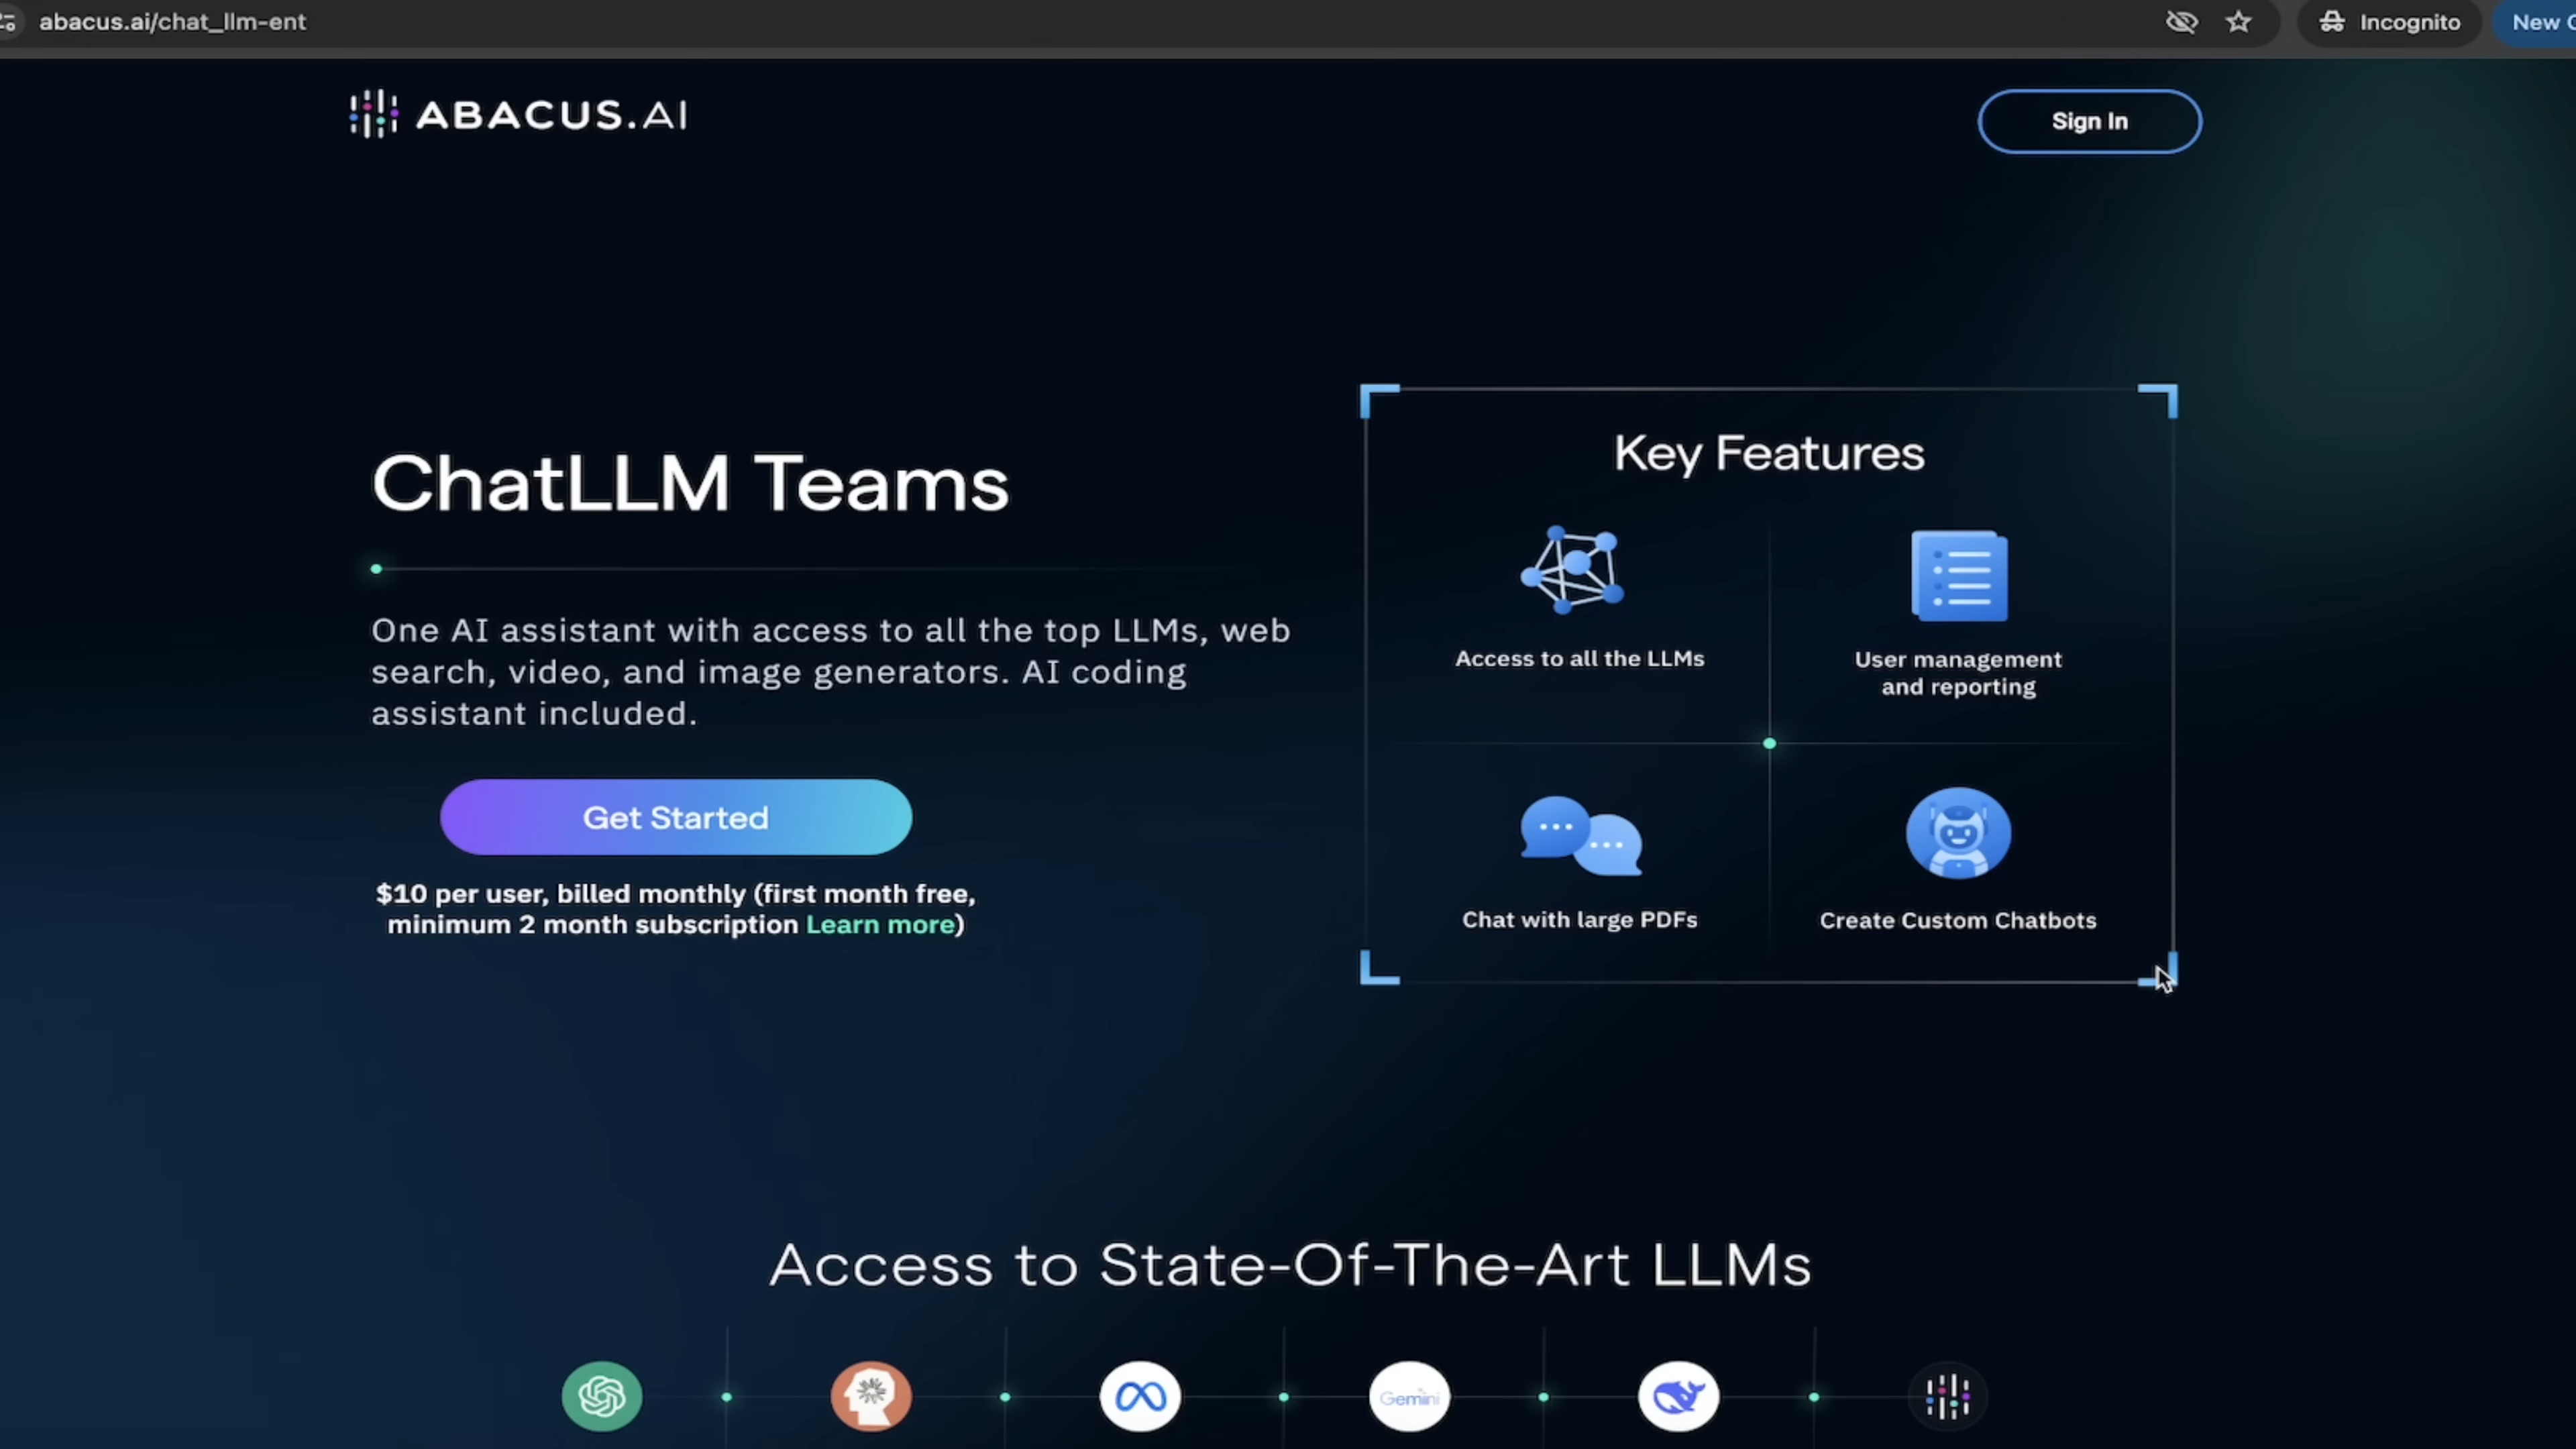 abacus.ai/chat_llm-ent
Incognito
New
ABACUS.AI
Sign In
ChatLLM Teams
One AI assistant with access to all the top LLMs, web
search, video, and image generators. AI coding
assistant included.
Get Started
$10 per user, billed monthly (first month free,
minimum 2 month subscription Learn more)
Key Features
Access to all the LLMs
User management
and reporting
Chat with large PDFs
Create Custom Chatbots
Access to State-Of-The-Art LLMs
Gemini